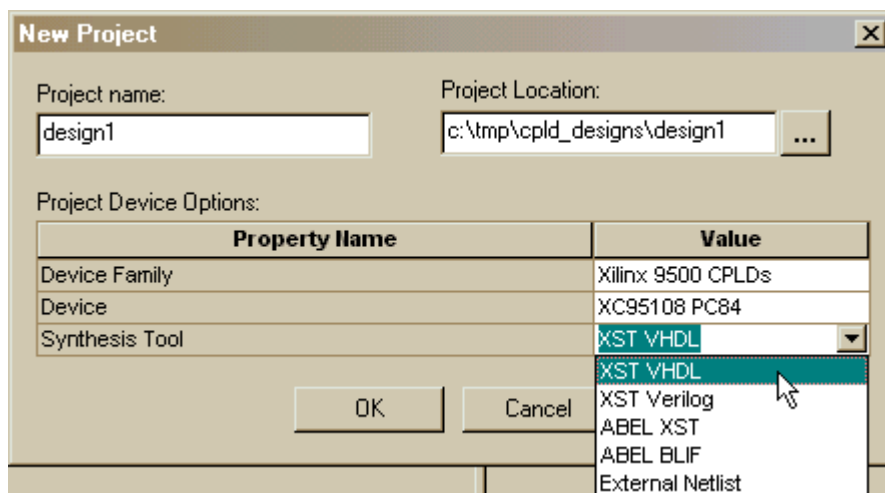 New Project
Project name:
Project Location:
design1
c:\tmp\cpld_designs\design1
...
Project Device Options:
Property Name Value
Device Family Xilinx 9500 CPLDs
Device XC95108 PC84
Synthesis Tool XST VHDL
XST VHDL
XST Verilog
ABEL XST
ABEL BLIF
External Netlist
OK Cancel